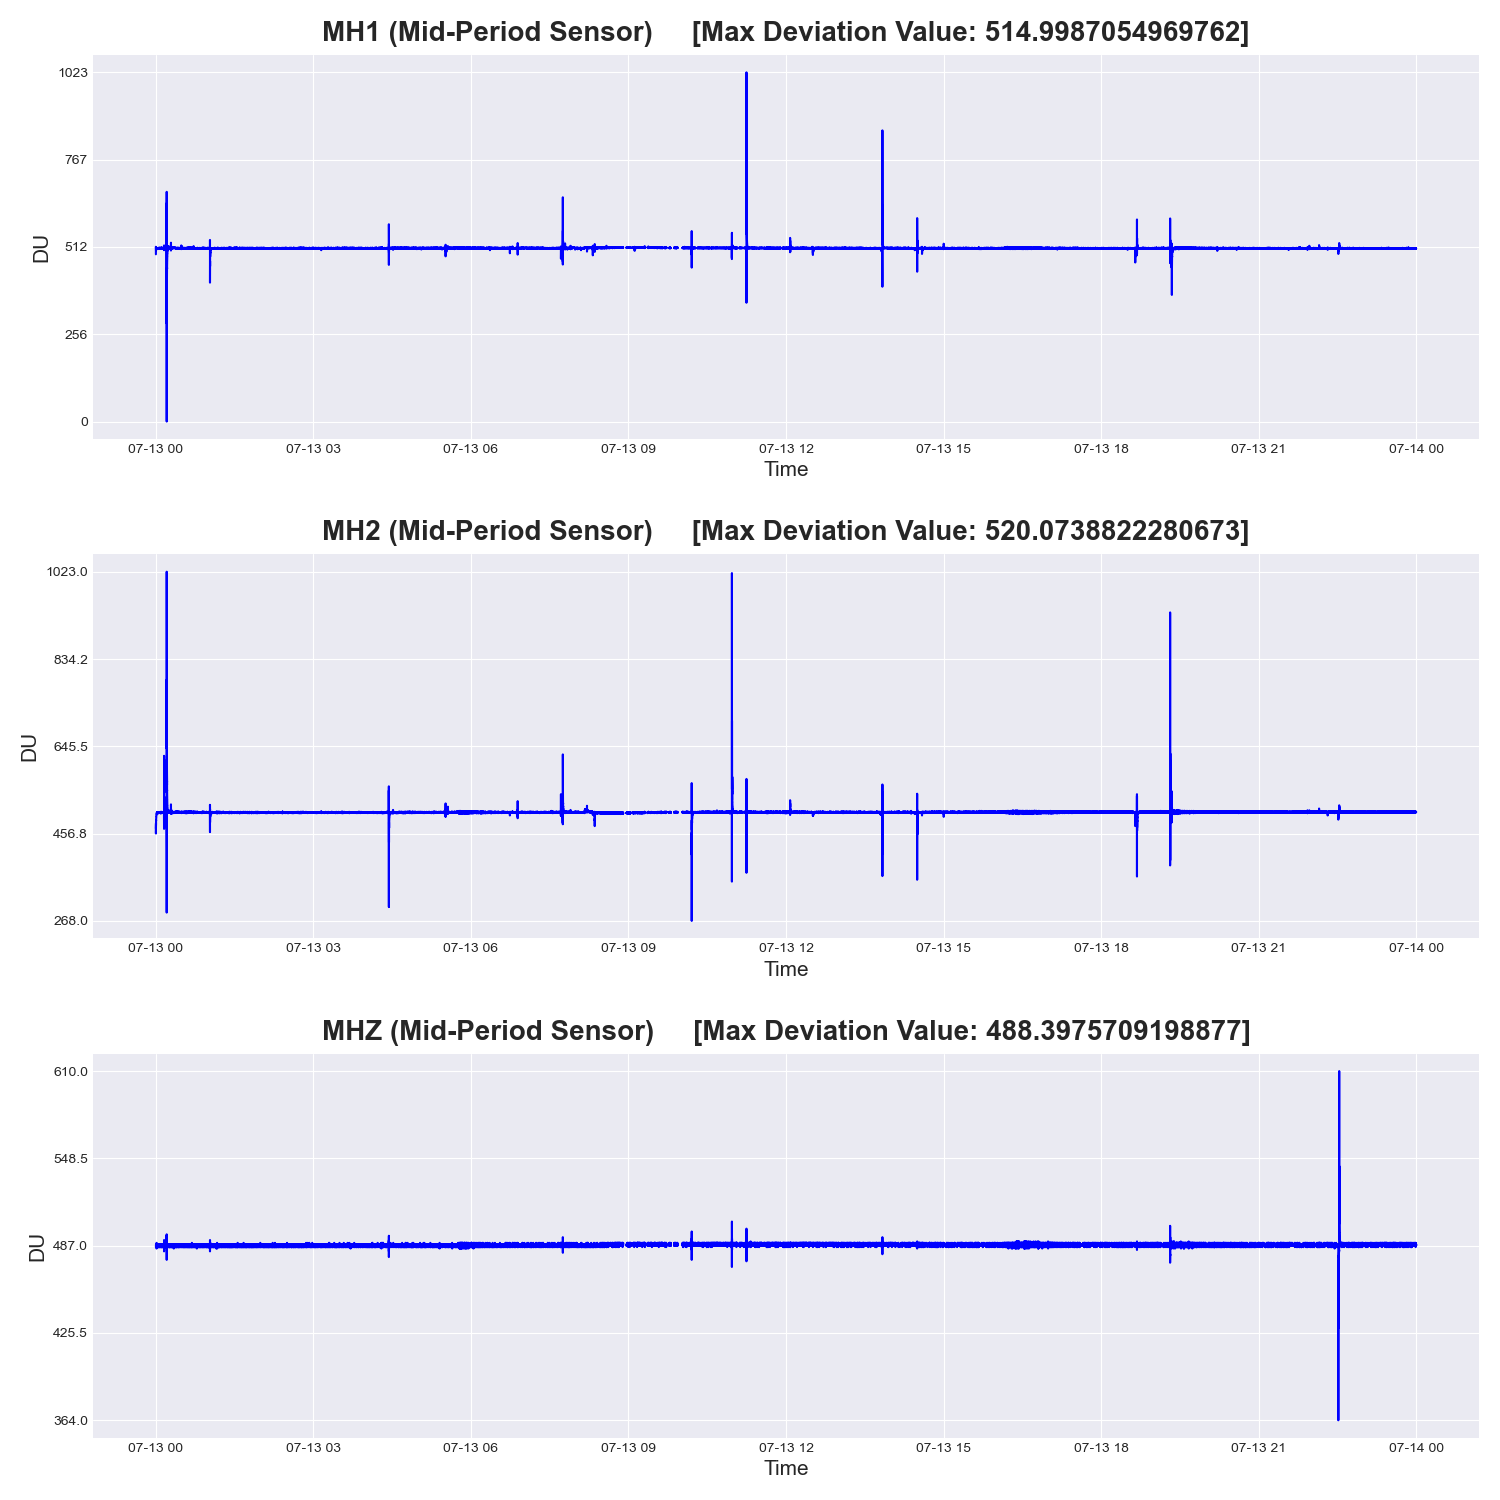 MH1 (Mid-Period Sensor) [Max Deviation Value: 514.9987054969762]
1023
767
512
256
0
DU
07-13 00 07-13 03 07-13 06 07-13 09 07-13 12 07-13 15 07-13 18 07-13 21 07-14 00
Time
MH2 (Mid-Period Sensor) [Max Deviation Value: 520.0738822280673]
1023.0
834.2
645.5
456.8
268.0
DU
07-13 00 07-13 03 07-13 06 07-13 09 07-13 12 07-13 15 07-13 18 07-13 21 07-14 00
Time
MHZ (Mid-Period Sensor) [Max Deviation Value: 488.3975709198877]
610.0
548.5
487.0
425.5
364.0
DU
07-13 00 07-13 03 07-13 06 07-13 09 07-13 12 07-13 15 07-13 18 07-13 21 07-14 00
Time